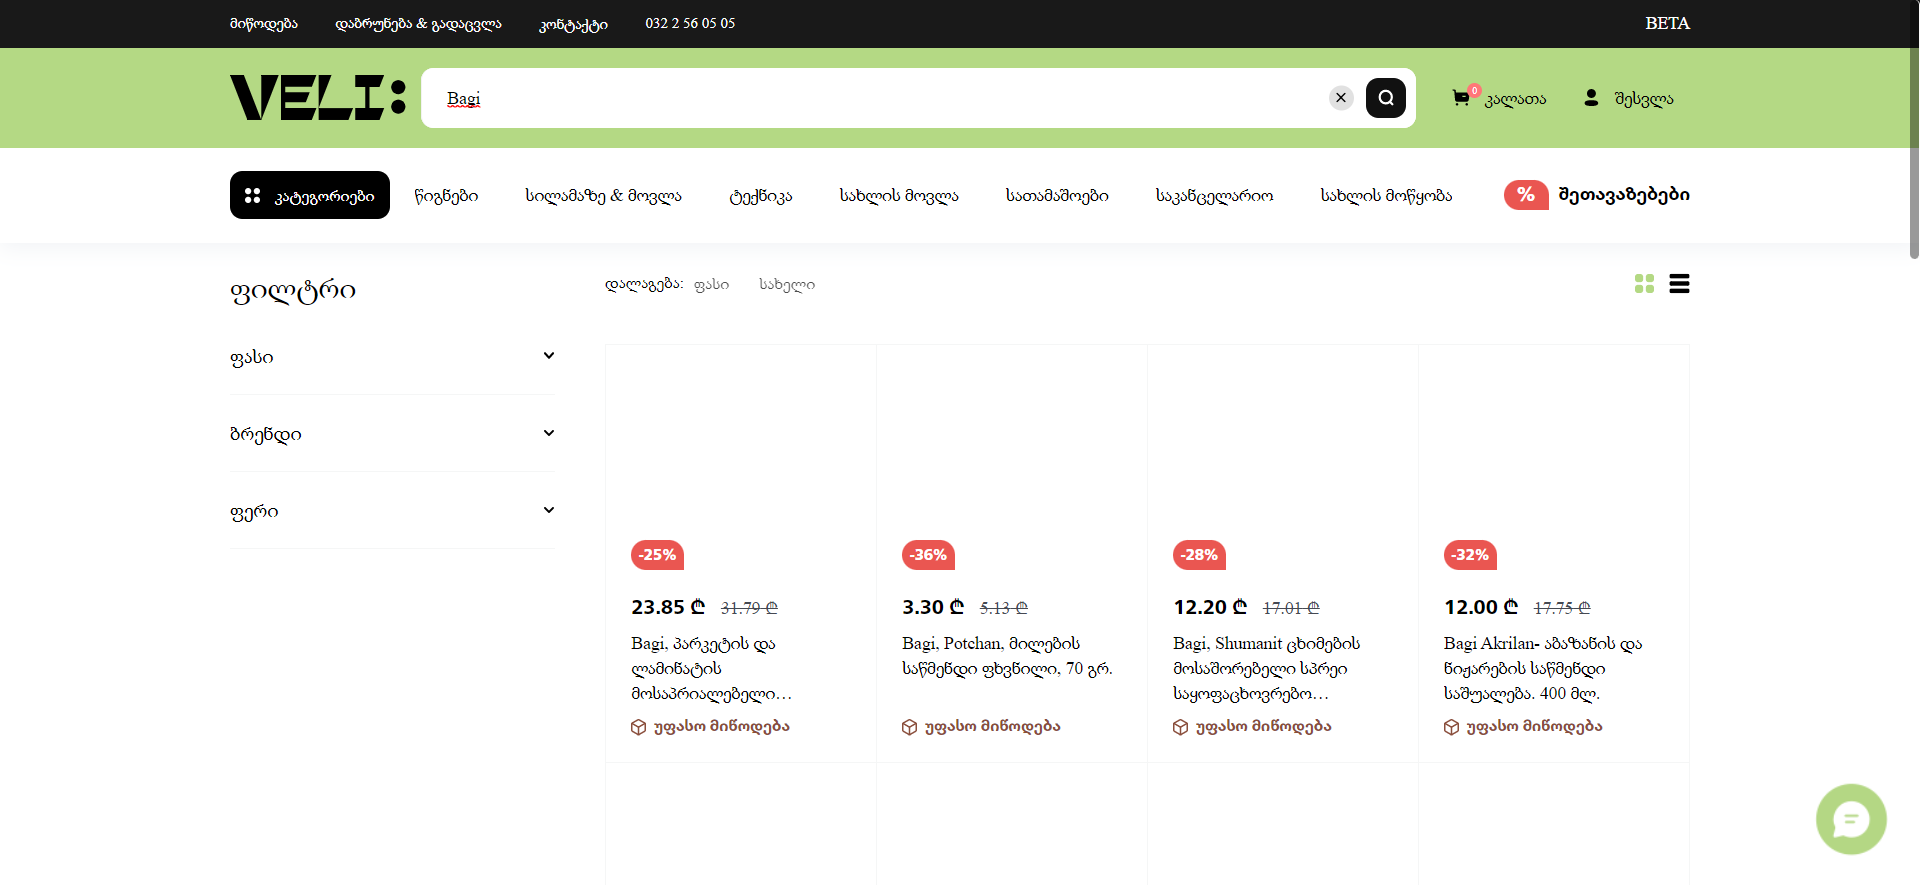 მიწოდება დაბრუნება & გადაცვლა კონტაქტი 032 2 56 05 05 BETA
VELI: Bagi 0 კალათა შესვლა
კატეგორიები წიგნები სილამაზე & მოვლა ტექნიკა სახლის მოვლა სათამაშოები საკანცელარიო სახლის მოწყობა % შეთავაზებები
ფილტრი
დალაგება: ფასი სახელი
ფასი
ბრენდი
ფერი
-25%
23.85 ₾ 31.79 ₾
Bagi, პარკეტის და
ლამინატის
მოსაპრიალებელი…
უფასო მიწოდება
-36%
3.30 ₾ 5.13 ₾
Bagi, Potchan, მილების
საწმენდი ფხვნილი, 70 გრ.
უფასო მიწოდება
-28%
12.20 ₾ 17.01 ₾
Bagi, Shumanit ცხიმების
მოსაშორებელი სპრეი
საყოფაცხოვრებო…
უფასო მიწოდება
-32%
12.00 ₾ 17.75 ₾
Bagi Akrilan- აბაზანის და
ნიჟარების საწმენდი
საშუალება. 400 მლ.
უფასო მიწოდება